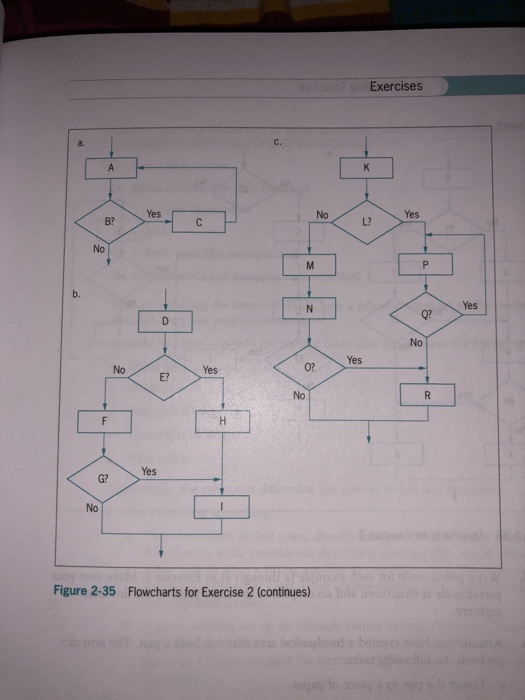 Exercises
a.
A
B?
Yes
C
No
b.
D
E?
No
Yes
F
H
G?
Yes
No
I
c.
K
L?
No
Yes
M
P
N
Q?
Yes
No
O?
Yes
No
R
Figure 2-35 Flowcharts for Exercise 2 (continues)